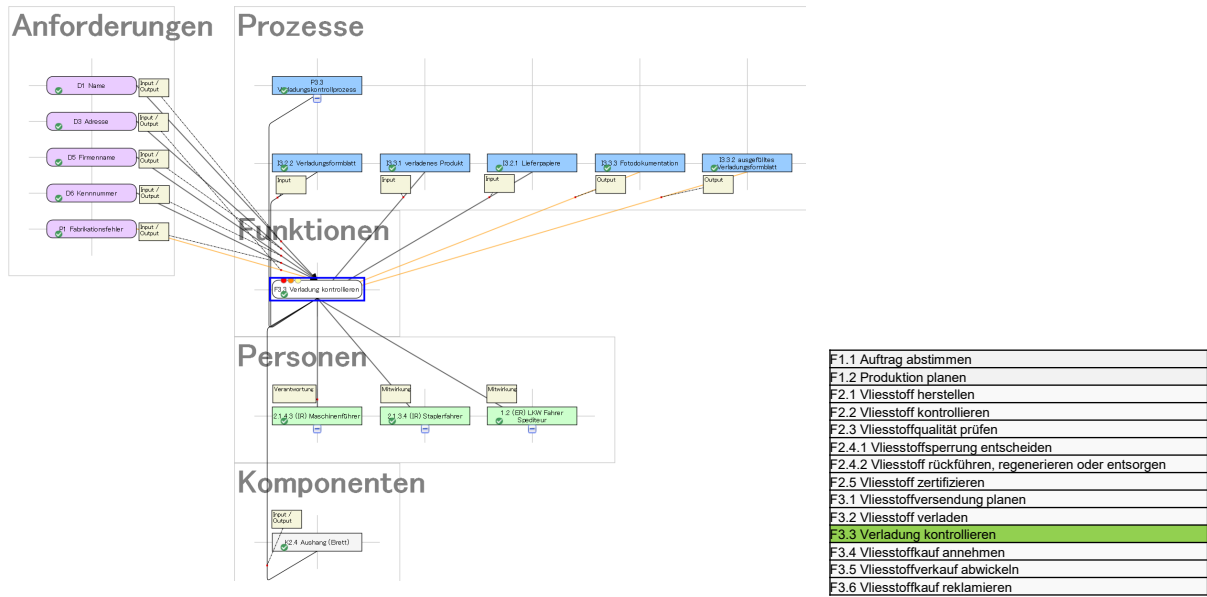 Anforderungen
Prozesse
D1 Name
Input /
Output
D3 Adresse
Input /
Output
D5 Firmenname
Input /
Output
D6 Kennnummer
Input /
Output
P1 Fabrikationsfehler
Input /
Output
P3.3
Verladungskontrollprozess
I3.2.2 Verladungsformblatt
I3.3.1 verladenes Produkt
I3.2.1 Lieferpapiere
I3.3.3 Fotodokumentation
I3.3.2 ausgefülltes
Verladungsformblatt
Input
Input
Input
Output
Output
Funktionen
F3.3 Verladung kontrollieren
Personen
Verantwortung
Mitwirkung
Mitwirkung
2.1.4.3 (IR) Maschinenführer
2.1.3.4 (IR) Staplerfahrer
1.2 (ER) LKW Fahrer
Spediteur
Komponenten
Input /
Output
K2.4 Aushang (Brett)
F1.1 Auftrag abstimmen
F1.2 Produktion planen
F2.1 Vliesstoff herstellen
F2.2 Vliesstoff kontrollieren
F2.3 Vliesstoffqualität prüfen
F2.4.1 Vliesstoffsperrung entscheiden
F2.4.2 Vliesstoff rückführen, regenerieren oder entsorgen
F2.5 Vliesstoff zertifizieren
F3.1 Vliesstoffversendung planen
F3.2 Vliesstoff verladen
F3.3 Verladung kontrollieren
F3.4 Vliesstoffkauf annehmen
F3.5 Vliesstoffverkauf abwickeln
F3.6 Vliesstoffkauf reklamieren